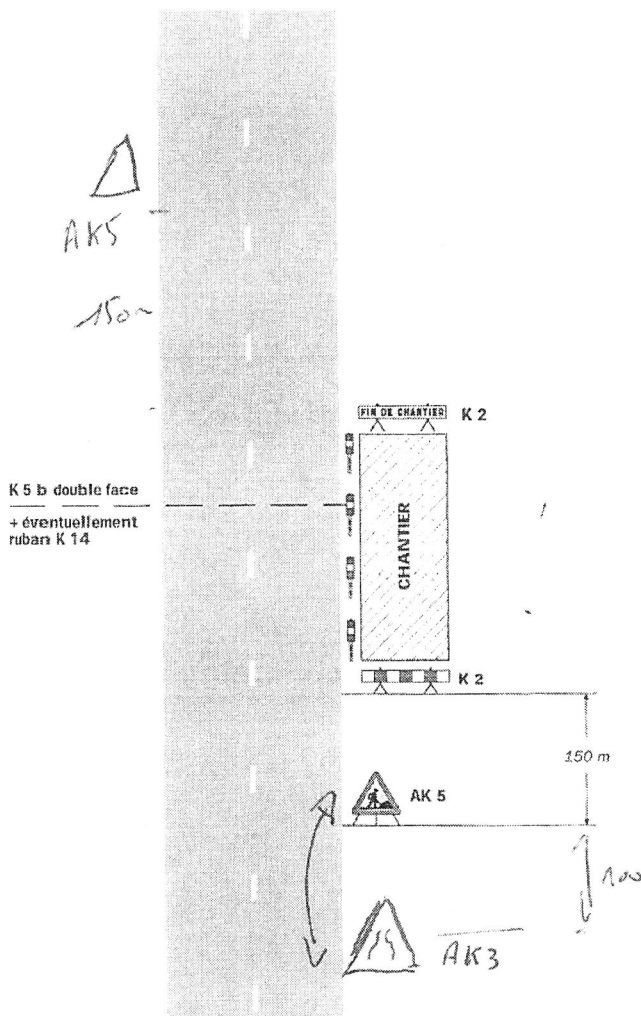 AK5
150m
FIN DE CHANTIER
K 2
K 5 b double face
+ éventuellement
ruban K 14
CHANTIER
K 2
150 m
AK 5
100
AK3